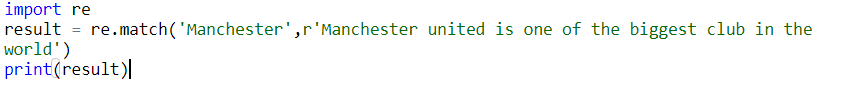 import re
result = re.match('Manchester',r'Manchester united is one of the biggest club in the
world')
print(result)